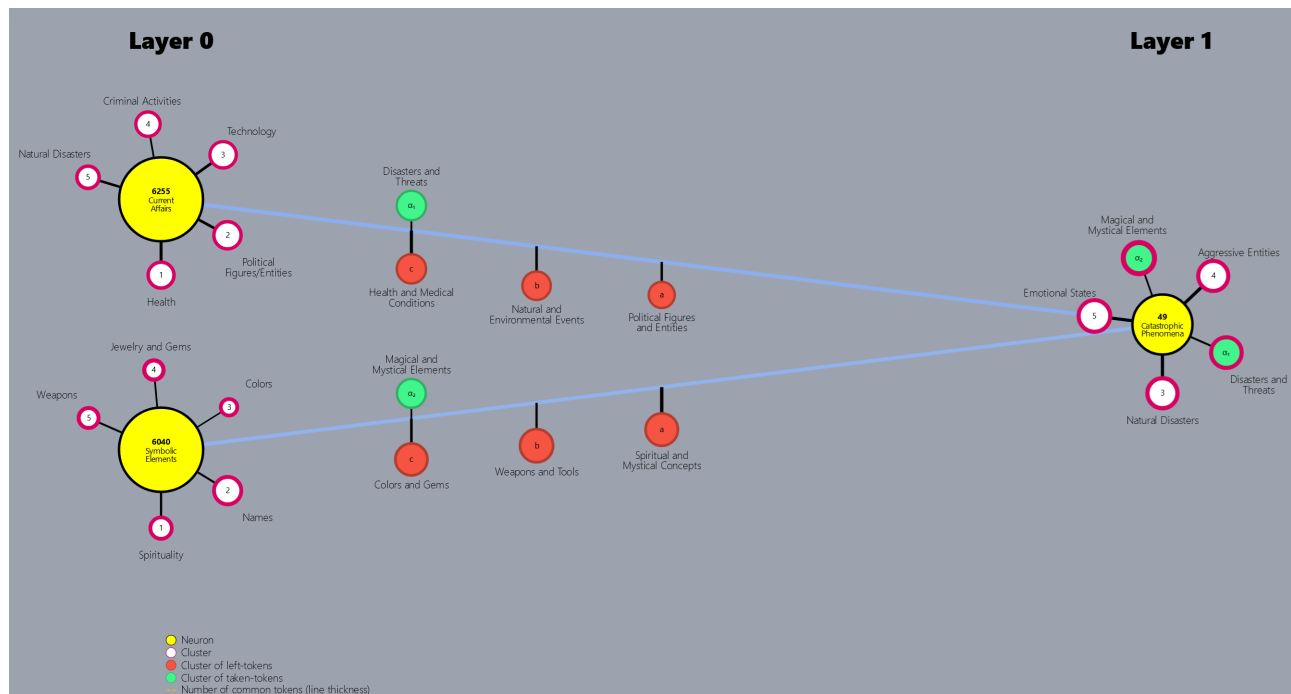 Layer 0
Layer 1
Criminal Activities
4
Technology
3
Natural Disasters
5
6255
Current
Affairs
2
Political
Figures/Entities
1
Health
Disasters and
Threats
α₁
c
Health and Medical
Conditions
b
Natural and
Environmental Events
a
Political Figures
and Entities
Magical and
Mystical Elements
α₂
Aggressive Entities
4
Emotional States
5
49
Catastrophic
Phenomena
α₁
Disasters and
Threats
3
Natural Disasters
Jewelry and Gems
4
Colors
3
Weapons
5
6040
Symbolic
Elements
2
Names
1
Spirituality
Magical and
Mystical Elements
α₂
c
Colors and Gems
b
Weapons and Tools
a
Spiritual and
Mystical Concepts
Neuron
Cluster
Cluster of left-tokens
Cluster of taken-tokens
Number of common tokens (line thickness)